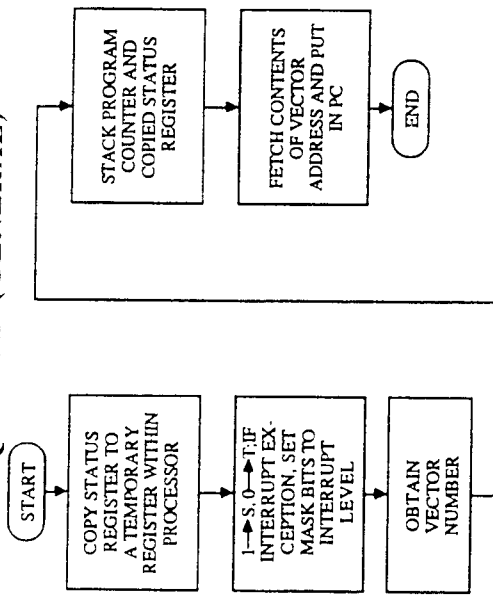 START
COPY STATUS
REGISTER TO
A TEMPORARY
REGISTER WITHIN
PROCESSOR
1→S, 0→T:IF
INTERRUPT EX-
CEPTION, SET
MASK BITS TO
INTERRUPT
LEVEL
OBTAIN
VECTOR
NUMBER
STACK PROGRAM
COUNTER AND
COPIED STATUS
REGISTER
FETCH CONTENTS
OF VECTOR
ADDRESS AND PUT
IN PC
END